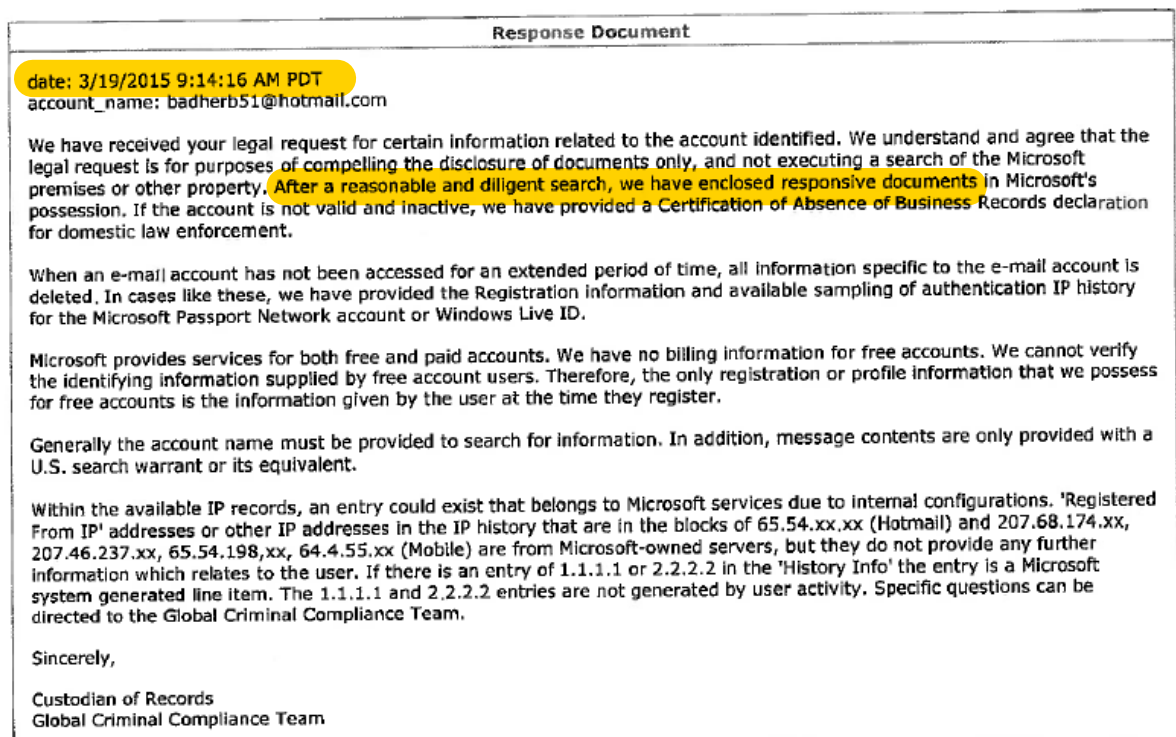 Response Document
date: 3/19/2015 9:14:16 AM PDT
account_name: badherb51@hotmail.com
We have received your legal request for certain information related to the account identified. We understand and agree that the
legal request is for purposes of compelling the disclosure of documents only, and not executing a search of the Microsoft
premises or other property. After a reasonable and diligent search, we have enclosed responsive documents in Microsoft's
possession. If the account is not valid and inactive, we have provided a Certification of Absence of Business Records declaration
for domestic law enforcement.
When an e-mail account has not been accessed for an extended period of time, all information specific to the e-mail account is
deleted. In cases like these, we have provided the Registration information and available sampling of authentication IP history
for the Microsoft Passport Network account or Windows Live ID.
Microsoft provides services for both free and paid accounts. We have no billing information for free accounts. We cannot verify
the identifying information supplied by free account users. Therefore, the only registration or profile information that we possess
for free accounts is the information given by the user at the time they register.
Generally the account name must be provided to search for information. In addition, message contents are only provided with a
U.S. search warrant or its equivalent.
Within the available IP records, an entry could exist that belongs to Microsoft services due to internal configurations. 'Registered
From IP' addresses or other IP addresses in the IP history that are in the blocks of 65.54.xx.xx (Hotmail) and 207.68.174.xx,
207.46.237.xx, 65.54.198,xx, 64.4.55.xx (Mobile) are from Microsoft-owned servers, but they do not provide any further
information which relates to the user. If there is an entry of 1.1.1.1 or 2.2.2.2 in the 'History Info' the entry is a Microsoft
system generated line item. The 1.1.1.1 and 2.2.2.2 entries are not generated by user activity. Specific questions can be
directed to the Global Criminal Compliance Team.
Sincerely,
Custodian of Records
Global Criminal Compliance Team